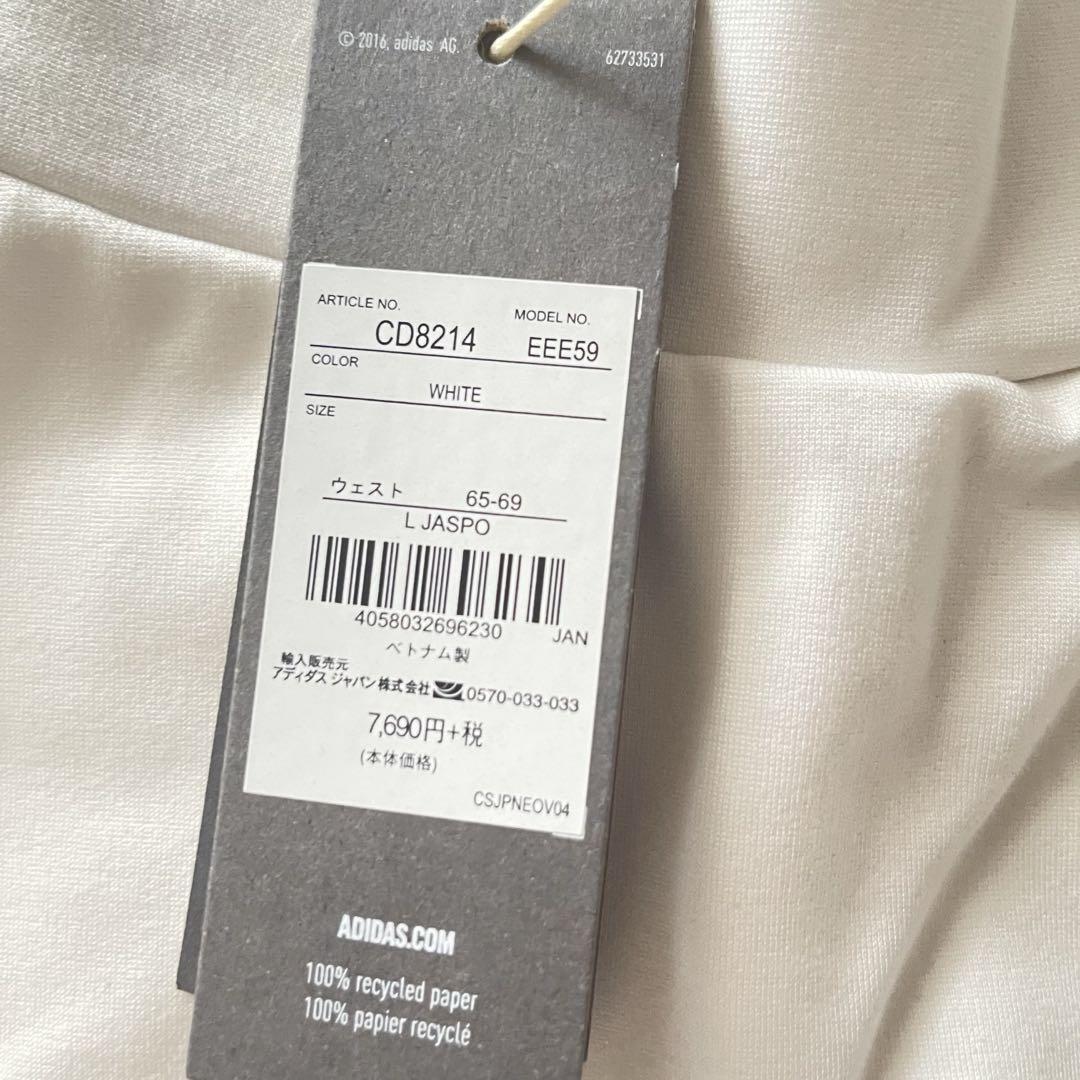 © 2016, adidas AG.
62733531
ARTICLE NO.
CD8214
MODEL NO.
EEE59
COLOR
WHITE
SIZE
ウェスト 65-69
L JASPO
4058032696230 JAN
ベトナム製
輸入販売元
アディダス ジャパン株式会社 0570-033-033
7,690円+税
(本体価格)
CSJPNEOV04
ADIDAS.COM
100% recycled paper
100% papier recyclé